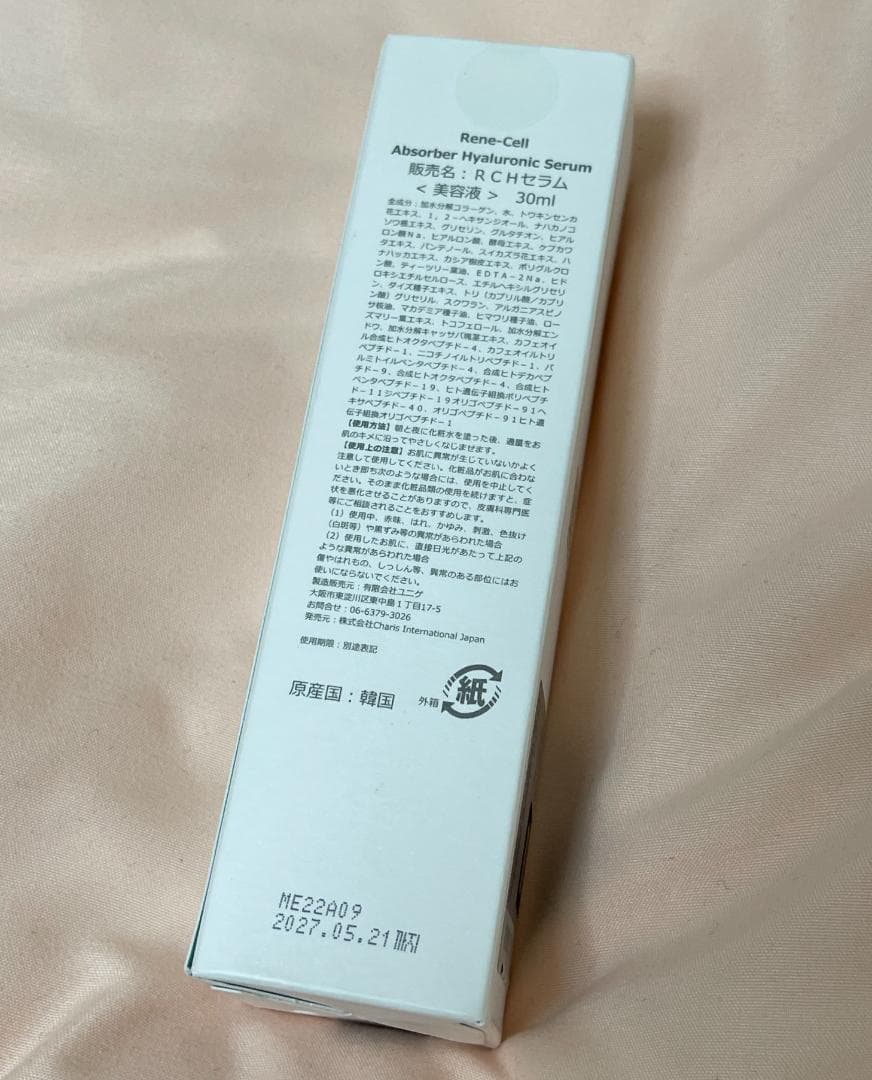 Rene-Cell
Absorber Hyaluronic Serum
販売名：ＲＣＨセラム
＜ 美容液 ＞　30ml
全成分：加水分解コラーゲン、水、トウキンセンカ
花エキス、１，２－ヘキサンジオール、ナハカノコ
ソウ根エキス、グリセリン、グルタチオン、ヒアル
ロン酸Ｎａ、ヒアルロン酸、酵母エキス、ケブカワ
タエキス、パンテノール、スイカズラ花エキス、ハ
ナハッカエキス、カシア樹皮エキス、ポリグルクロ
ン酸、ティーツリー葉油、ＥＤＴＡ－２Ｎａ、ヒド
ロキシエチルセルロース、エチルヘキシルグリセリ
ン、ダイズ種子エキス、トリ（カプリル酸／カプリ
ン酸）グリセリル、スクワラン、アルガニアスピノ
サ核油、マカデミア種子油、ヒマワリ種子油、ロー
ズマリー葉エキス、トコフェロール、加水分解エン
ドウ、加水分解キャッサバ塊茎エキス、カフェオイ
ル合成ヒトオクタペプチド－４、カフェオイルトリ
ペプチド－１、ニコチノイルトリペプチド－１、パ
ルミトイルペンタペプチド－４、合成ヒトデカペプ
チド－９、合成ヒトオクタペプチド－４、合成ヒト
ペンタペプチド－１９、ヒト遺伝子組換ポリペプチ
ド－１１ジペプチド－１９オリゴペプチド－９１ヘ
キサペプチド－４０、オリゴペプチド－９１ヒト遺
伝子組換オリゴペプチド－１
【使用方法】朝と夜に化粧水を塗った後、適量をお
肌のキメに沿ってやさしくなじませます。
【使用上の注意】お肌に異常が生じていないかよく
注意して使用してください。化粧品がお肌に合わな
いとき即ち次のような場合には、使用を中止してく
ださい。そのまま化粧品類の使用を続けますと、症
状を悪化させることがありますので、皮膚科専門医
等にご相談されることをおすすめします。
（1）使用中、赤味、はれ、かゆみ、刺激、色抜け
（白斑等）や黒ずみ等の異常があらわれた場合
（2）使用したお肌に、直接日光があたって上記の
ような異常があらわれた場合
傷やはれもの、しっしん等、異常のある部位にはお
使いにならないでください。
製造販売元：有限会社ユニゲ
大阪市東淀川区東中島１丁目17-5
お問合せ：06-6379-3026
発売元：株式会社Charis International Japan
使用期限：別途表記
原産国：韓国
外箱 紙
ME22A09
2027.05.21까지